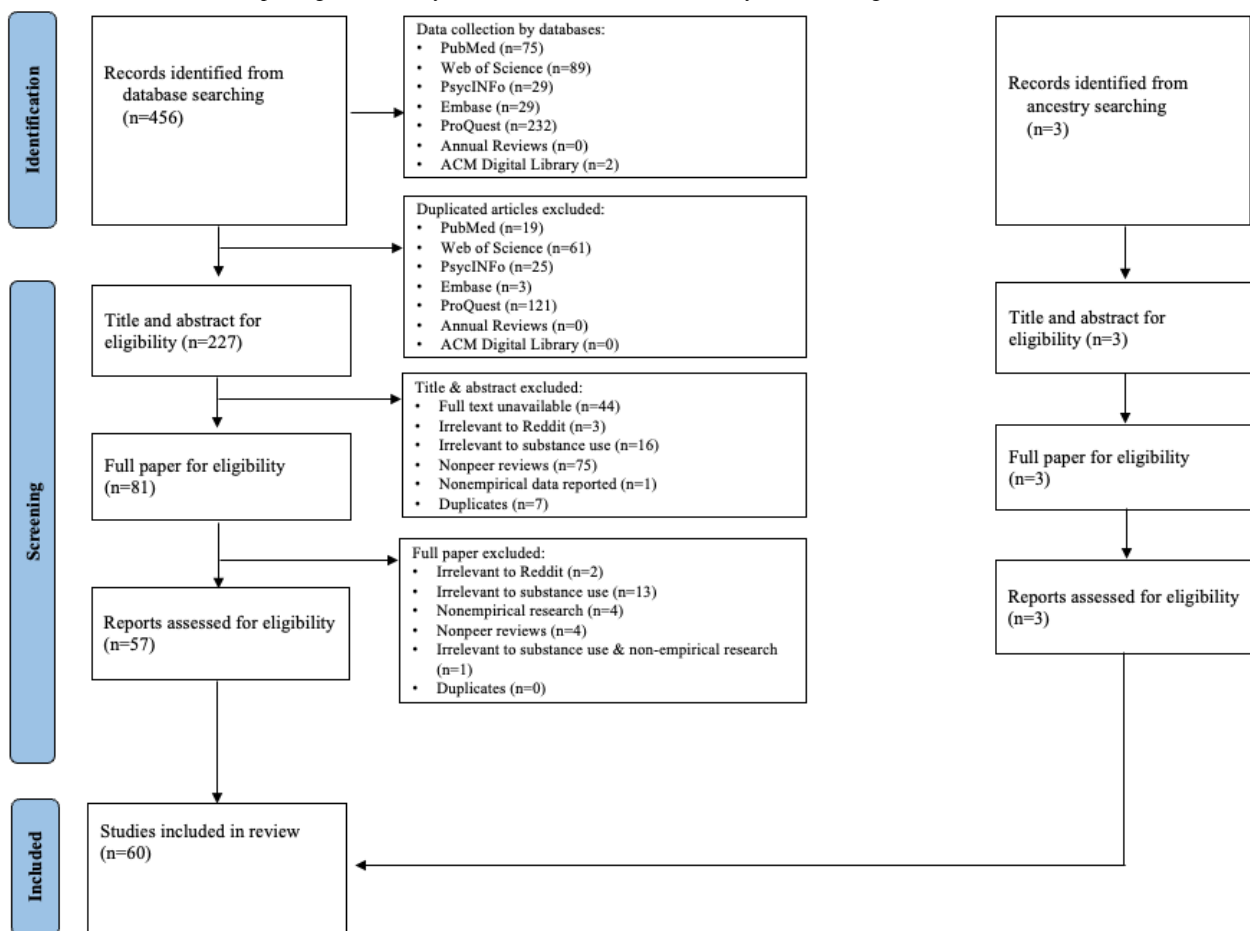 Identification
Records identified from
database searching
(n=456)
Data collection by databases:
• PubMed (n=75)
• Web of Science (n=89)
• PsycINFo (n=29)
• Embase (n=29)
• ProQuest (n=232)
• Annual Reviews (n=0)
• ACM Digital Library (n=2)
Records identified from
ancestry searching
(n=3)
Duplicated articles excluded:
• PubMed (n=19)
• Web of Science (n=61)
• PsycINFo (n=25)
• Embase (n=3)
• ProQuest (n=121)
• Annual Reviews (n=0)
• ACM Digital Library (n=0)
Screening
Title and abstract for
eligibility (n=227)
Title and abstract for
eligibility (n=3)
Title & abstract excluded:
• Full text unavailable (n=44)
• Irrelevant to Reddit (n=3)
• Irrelevant to substance use (n=16)
• Nonpeer reviews (n=75)
• Nonempirical data reported (n=1)
• Duplicates (n=7)
Full paper for eligibility
(n=81)
Full paper for eligibility
(n=3)
Full paper excluded:
• Irrelevant to Reddit (n=2)
• Irrelevant to substance use (n=13)
• Nonempirical research (n=4)
• Nonpeer reviews (n=4)
• Irrelevant to substance use & non-empirical research
(n=1)
• Duplicates (n=0)
Reports assessed for eligibility
(n=57)
Reports assessed for eligibility
(n=3)
Included
Studies included in review
(n=60)